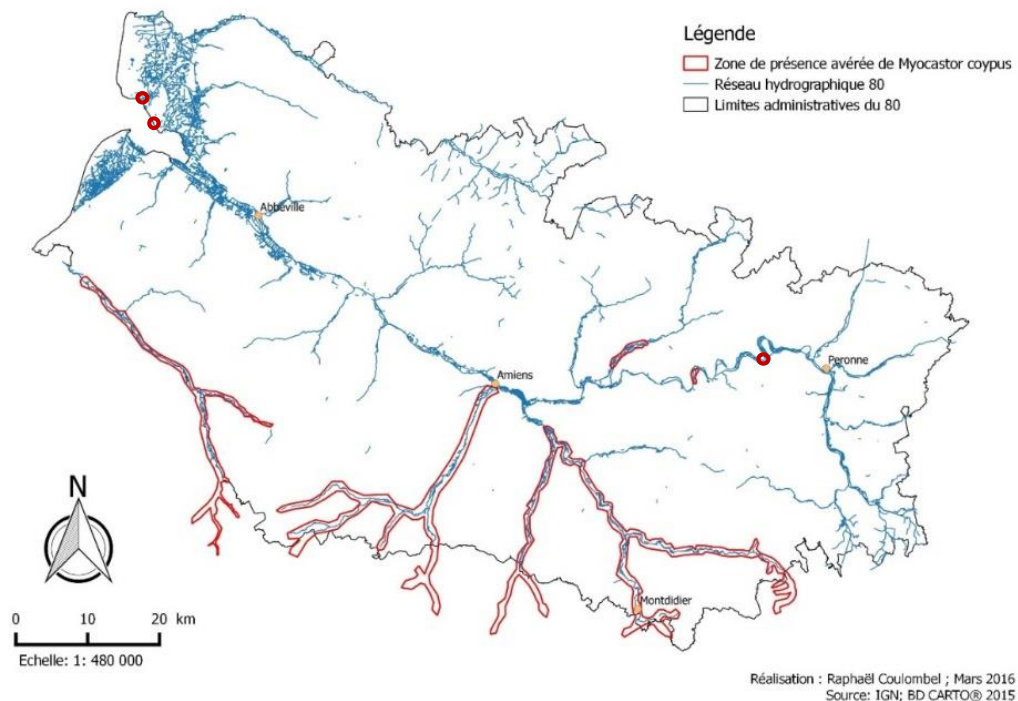 Légende
Zone de présence avérée de Myocastor coypus
Réseau hydrographique 80
Limites administratives du 80
Abbeville
Amiens
Peronne
Montdidier
N
0 10 20 km
Echelle: 1: 480 000
Réalisation : Raphaël Coulombel ; Mars 2016
Source: IGN; BD CARTO® 2015